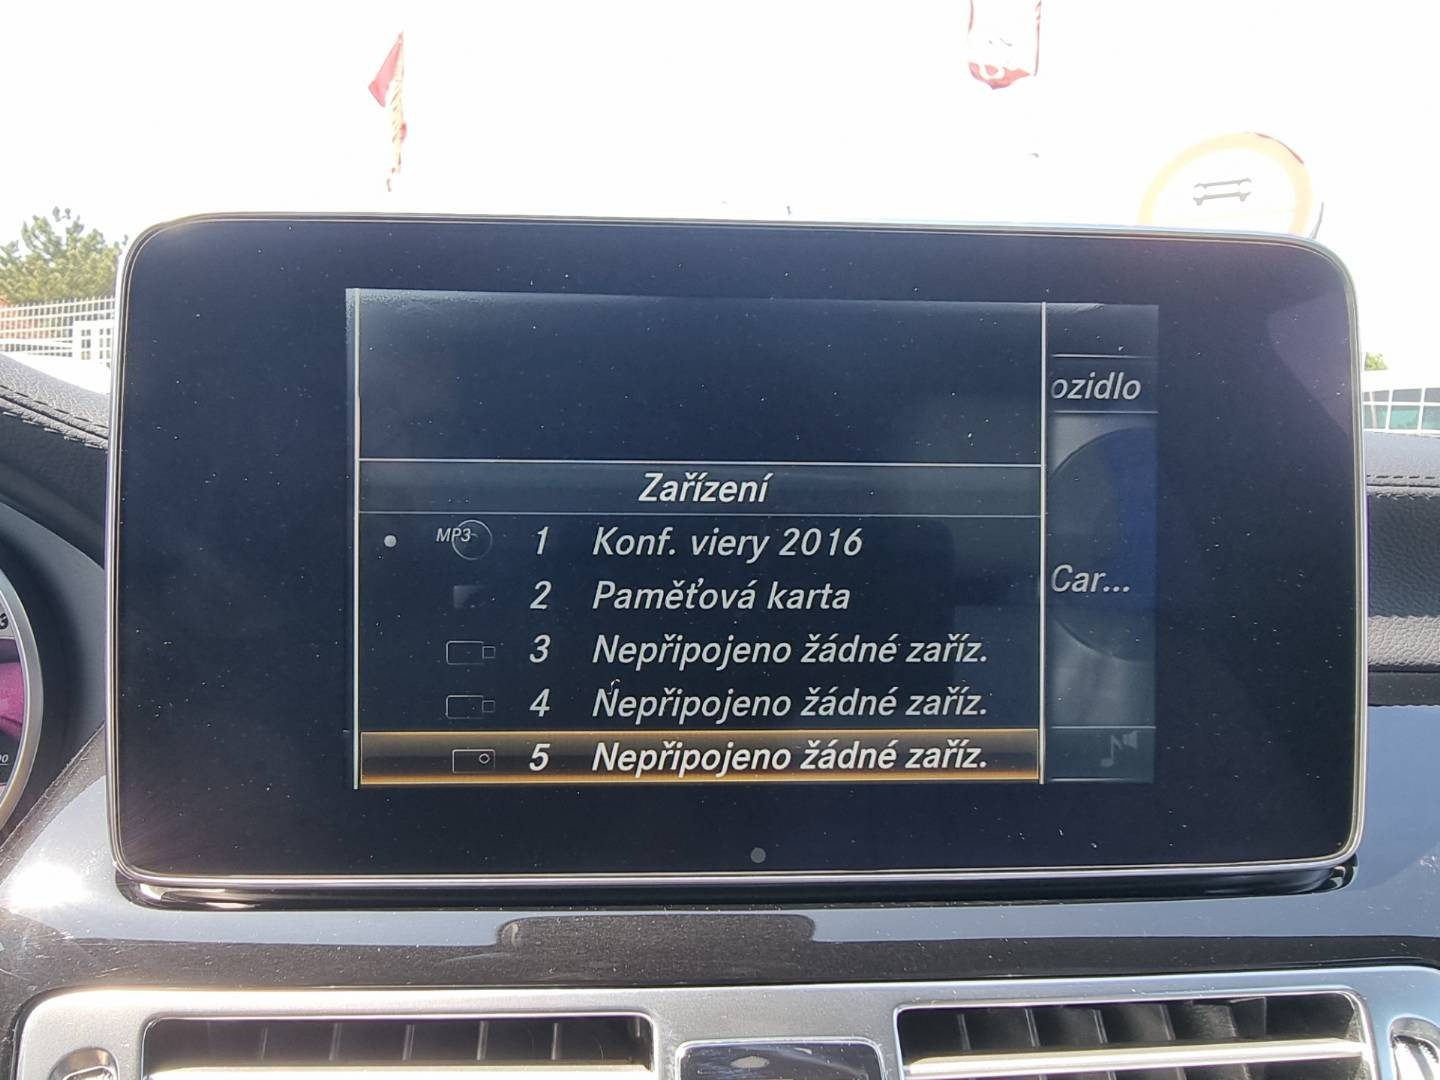 ozidlo
Zařízení
MP3 1 Konf. viery 2016
2 Paměťová karta
3 Nepřipojeno žádné zaříz.
Car...
4 Nepřipojeno žádné zaříz.
5 Nepřipojeno žádné zaříz.